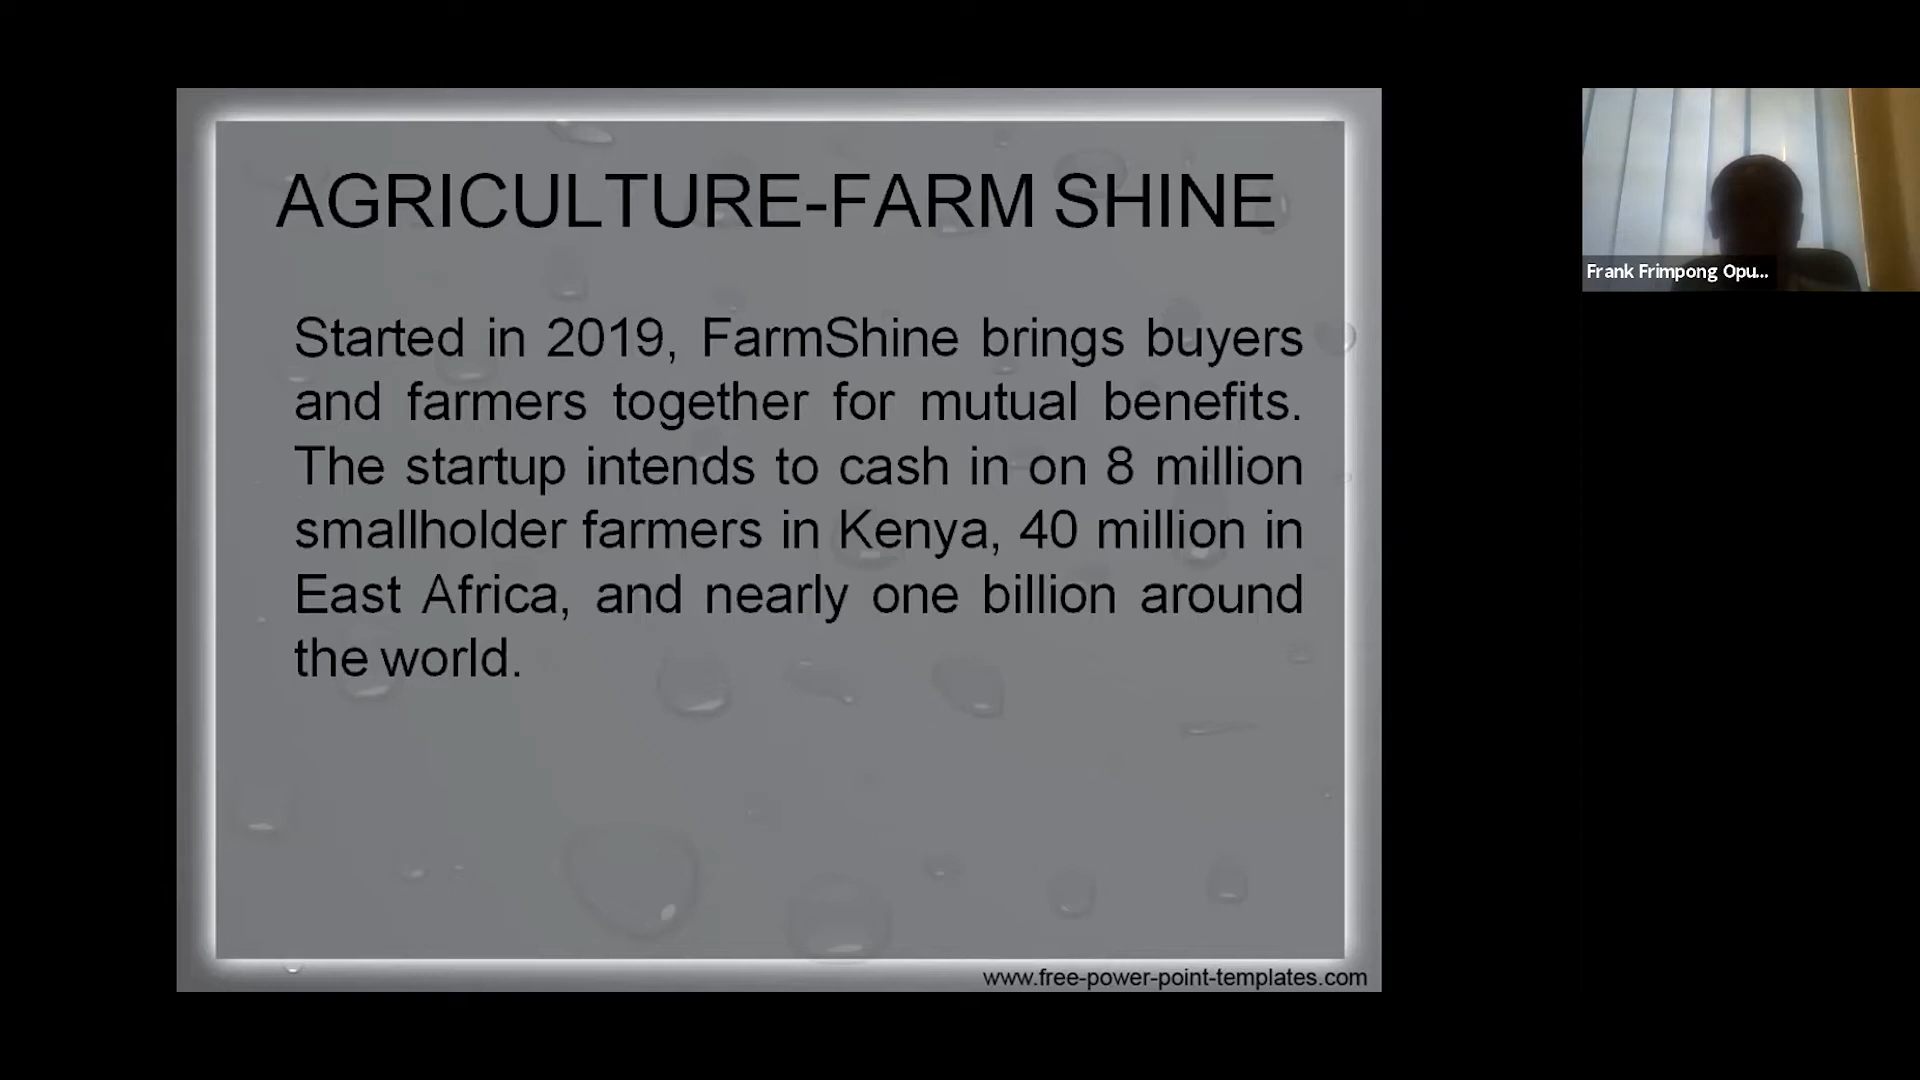 AGRICULTURE-FARM SHINE
Started in 2019, FarmShine brings buyers
and farmers together for mutual benefits.
The startup intends to cash in on 8 million
smallholder farmers in Kenya, 40 million in
East Africa, and nearly one billion around
the world.
www.free-power-point-templates.com
Frank Frimpong Opu...